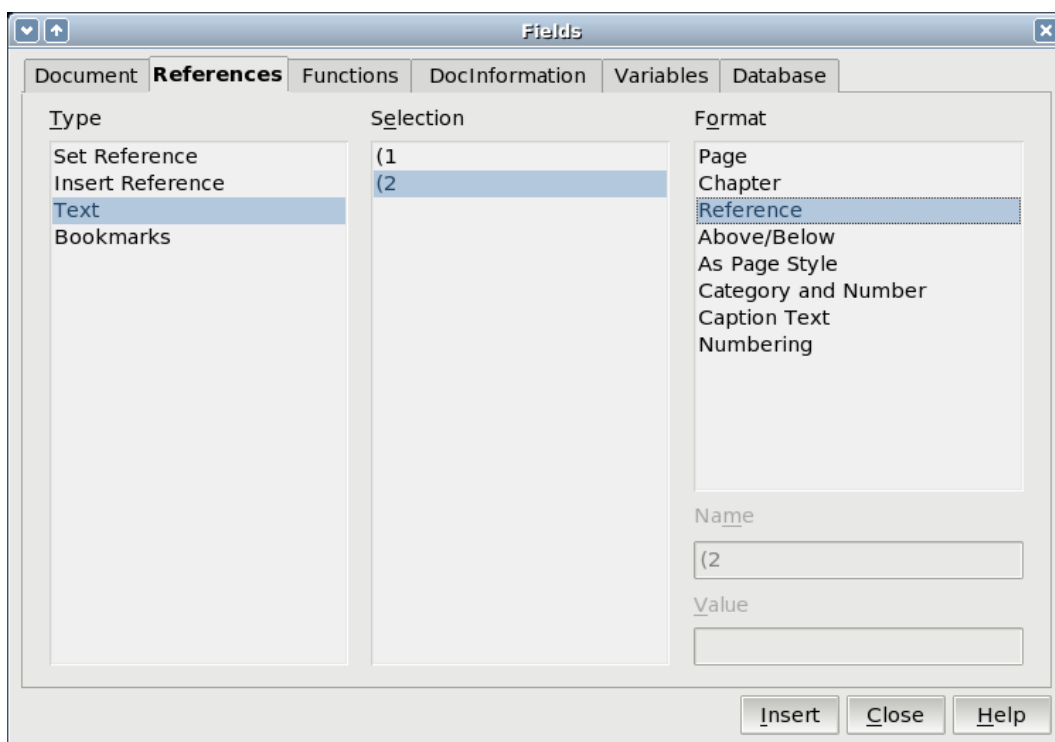 Fields
Document References Functions DocInformation Variables Database
Type
Set Reference
Insert Reference
Text
Bookmarks
Selection
(1
(2
Format
Page
Chapter
Reference
Above/Below
As Page Style
Category and Number
Caption Text
Numbering
Name
(2
Value
Insert Close Help